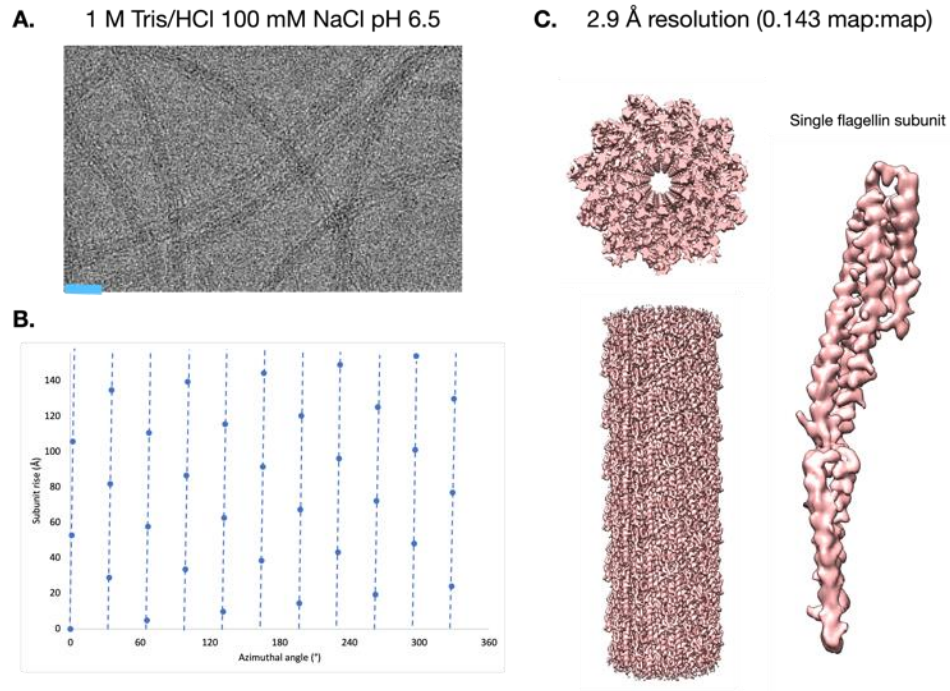 A. 1 M Tris/HCl 100 mM NaCl pH 6.5
B.
140
120
100
80
60
40
20
0
Subunit rise (Å)
0 60 120 180 240 300 360
Azimuthal angle (°)
C. 2.9 Å resolution (0.143 map:map)
Single flagellin subunit